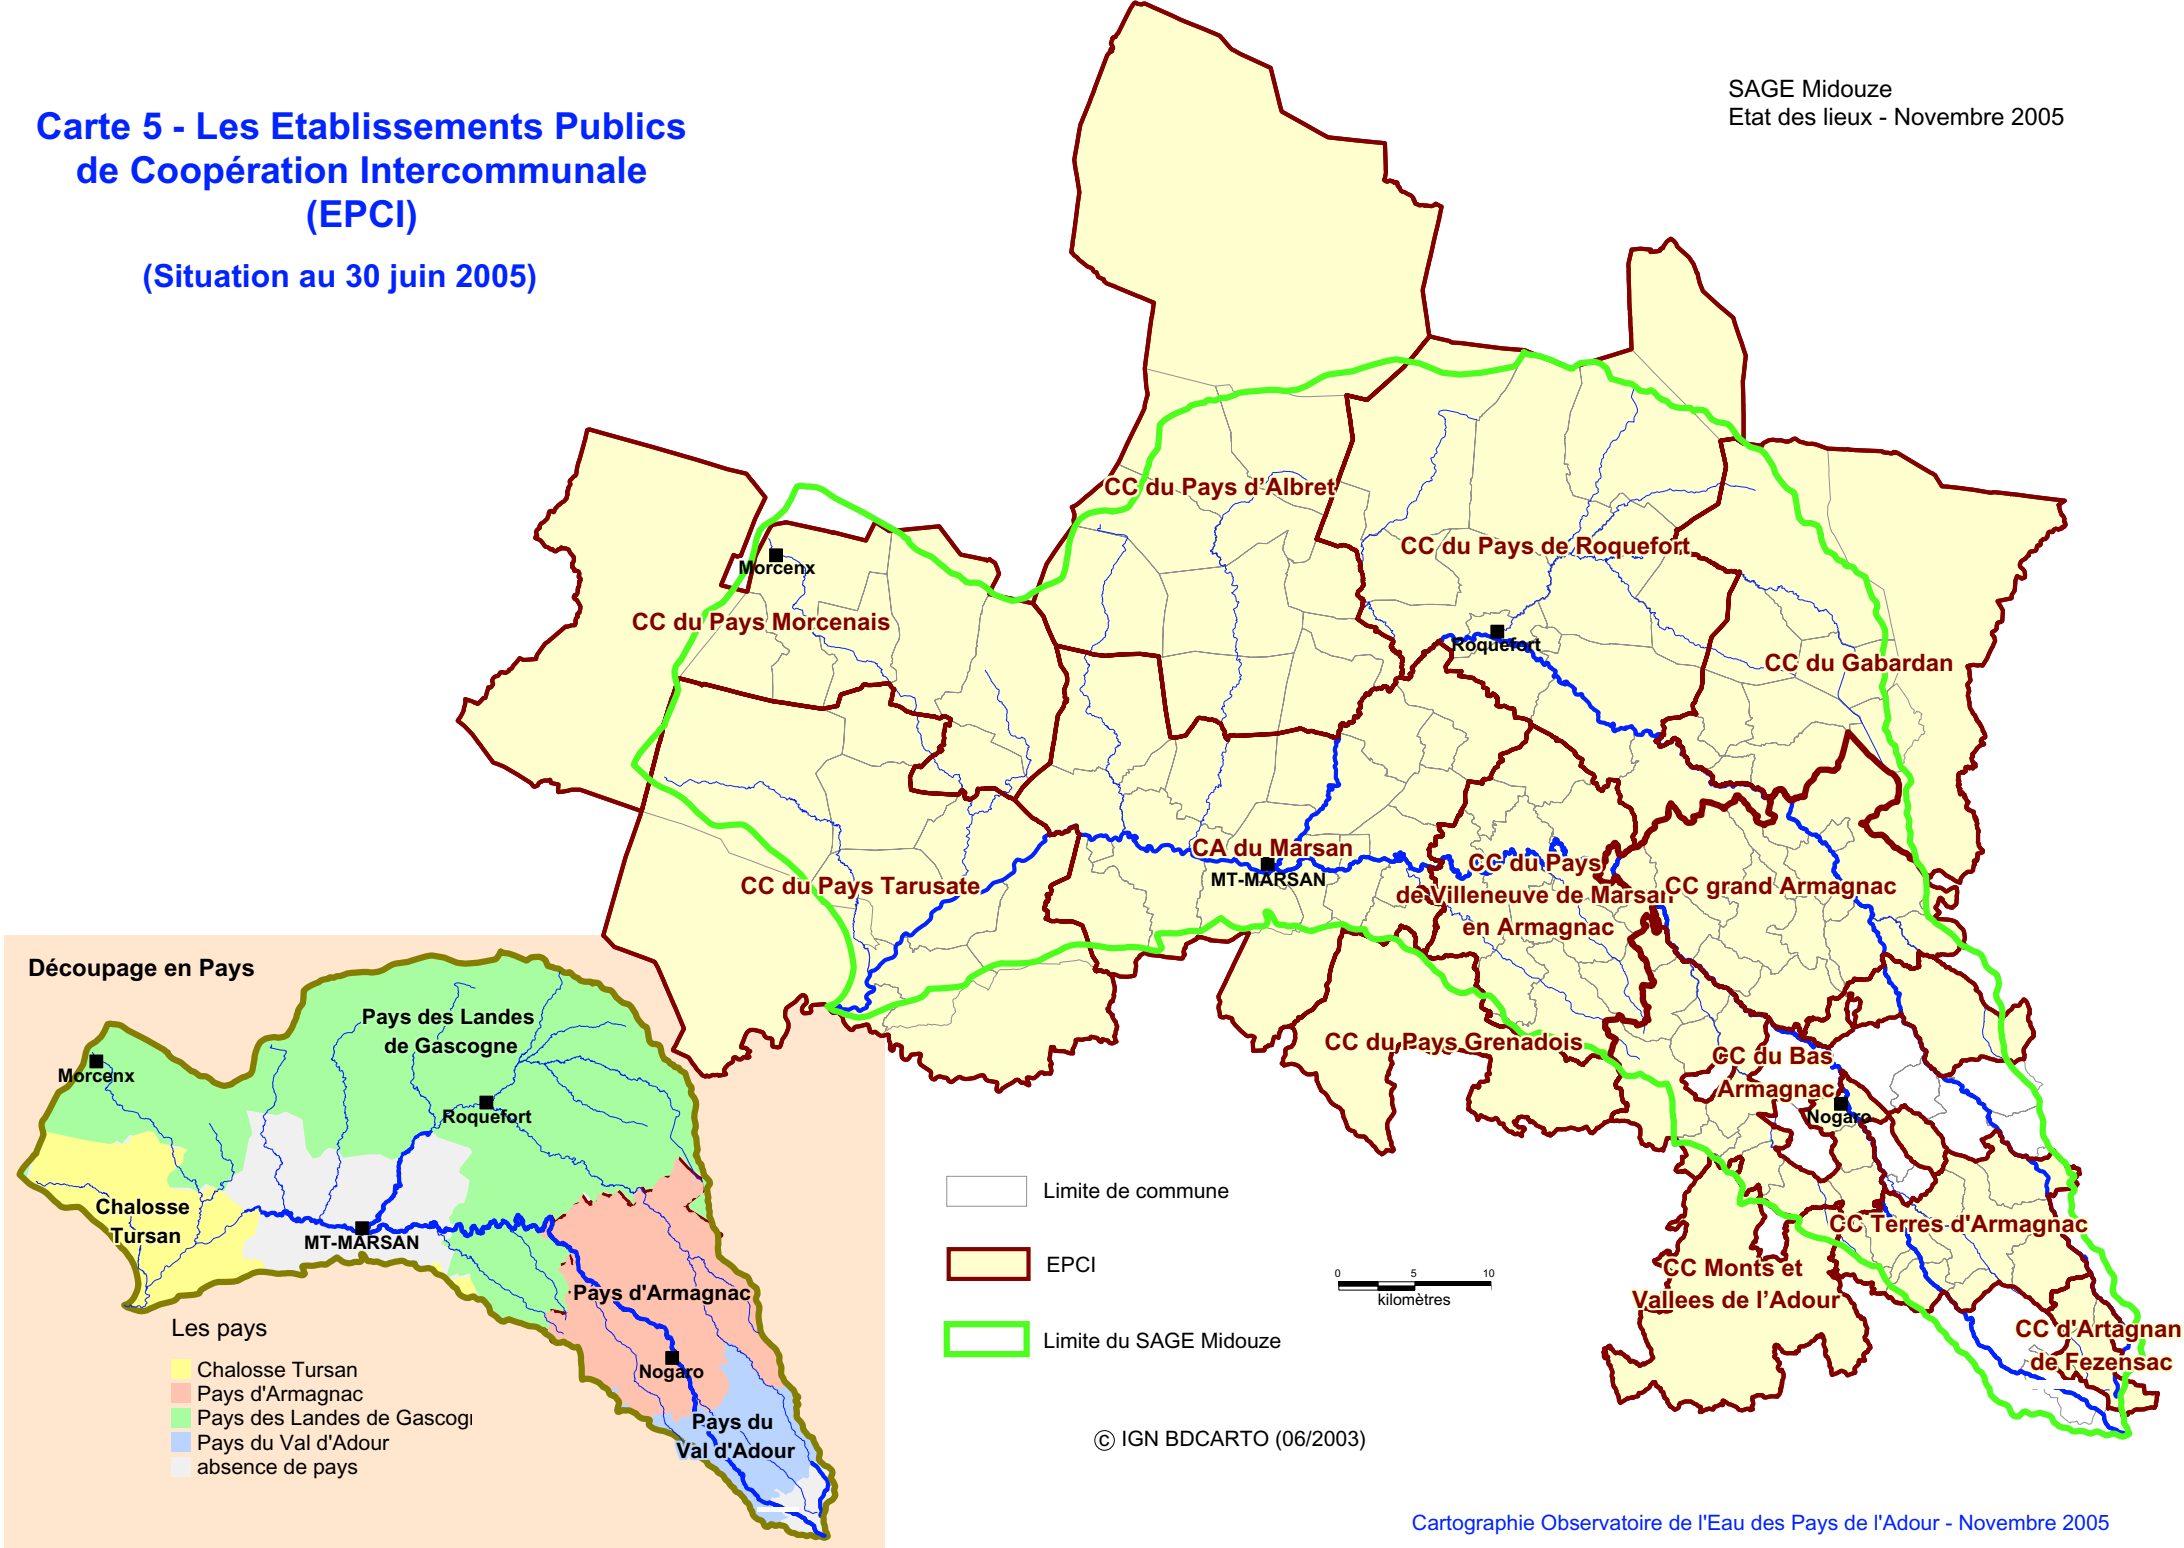 Carte 5 - Les Etablissements Publics
de Coopération Intercommunale
(EPCI)
(Situation au 30 juin 2005)
SAGE Midouze
Etat des lieux - Novembre 2005
CC du Pays d'Albret
CC du Pays de Roquefort
Morcenx
CC du Pays Morcenais
Roquefort
CC du Gabardan
CA du Marsan
MT-MARSAN
CC du Pays
de Villeneuve de Marsan
en Armagnac
CC grand Armagnac
CC du Pays Tarusate
CC du Pays Grenadois
CC du Bas
Armagnac
Nogaro
CC Terres d'Armagnac
CC Monts et
Vallees de l'Adour
CC d'Artagnan
de Fezensac
Découpage en Pays
Pays des Landes
de Gascogne
Morcenx
Roquefort
Chalosse
Tursan
MT-MARSAN
Pays d'Armagnac
Nogaro
Pays du
Val d'Adour
Les pays
Chalosse Tursan
Pays d'Armagnac
Pays des Landes de Gascog
Pays du Val d'Adour
absence de pays
Limite de commune
EPCI
Limite du SAGE Midouze
0 5 10
kilomètres
© IGN BDCARTO (06/2003)
Cartographie Observatoire de l'Eau des Pays de l'Adour - Novembre 2005